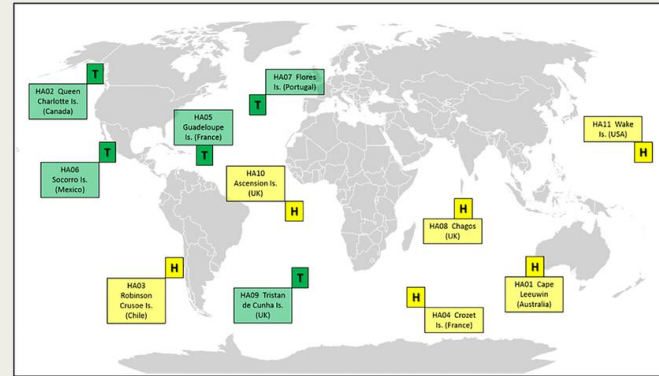 T
HA02 Queen
Charlotte Is.
(Canada)
HA07 Flores
Is. (Portugal)
T
HA05
Guadeloupe
Is. (France)
T
T
HA06
Socorro Is.
(Mexico)
HA11 Wake
Is. (USA)
H
HA10
Ascension Is.
(UK)
H
H
HA08 Chagos
(UK)
H
HA03
Robinson
Crusoe Is.
(Chile)
T
HA09 Tristan
de Cunha Is.
(UK)
H
HA04 Crozet
Is. (France)
H
HA01 Cape
Leeuwin
(Australia)